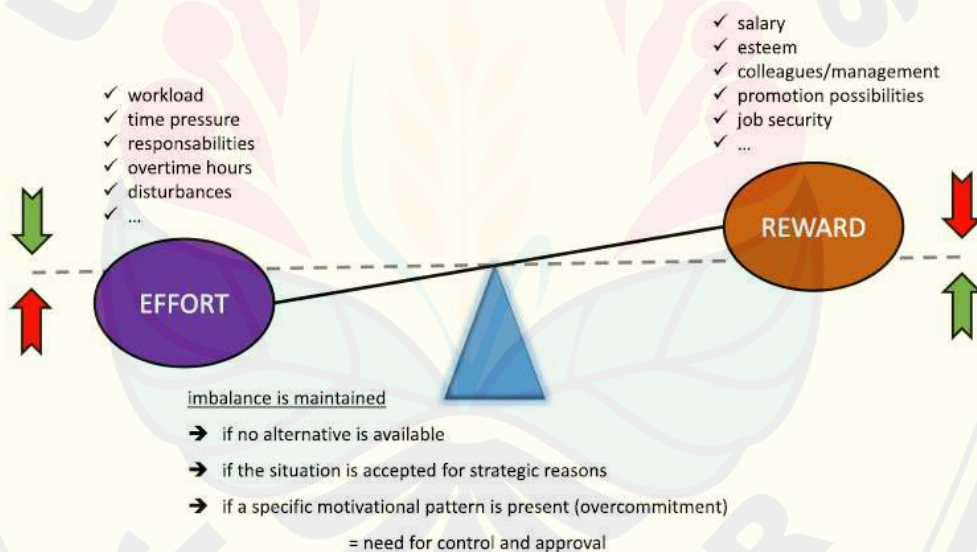 ✓ salary
✓ esteem
✓ colleagues/management
✓ promotion possibilities
✓ job security
✓ ...
✓ workload
✓ time pressure
✓ responsabilities
✓ overtime hours
✓ disturbances
✓ ...
REWARD
EFFORT
imbalance is maintained
➔ if no alternative is available
➔ if the situation is accepted for strategic reasons
➔ if a specific motivational pattern is present (overcommitment)
= need for control and approval